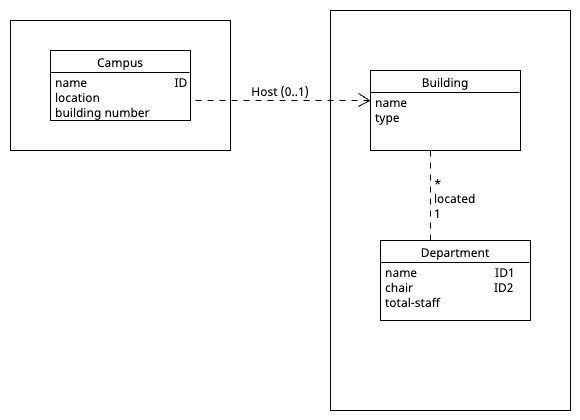 Campus
name ID
location
building number
Host (0..1)
Building
name
type
*
located
1
Department
name ID1
chair ID2
total-staff